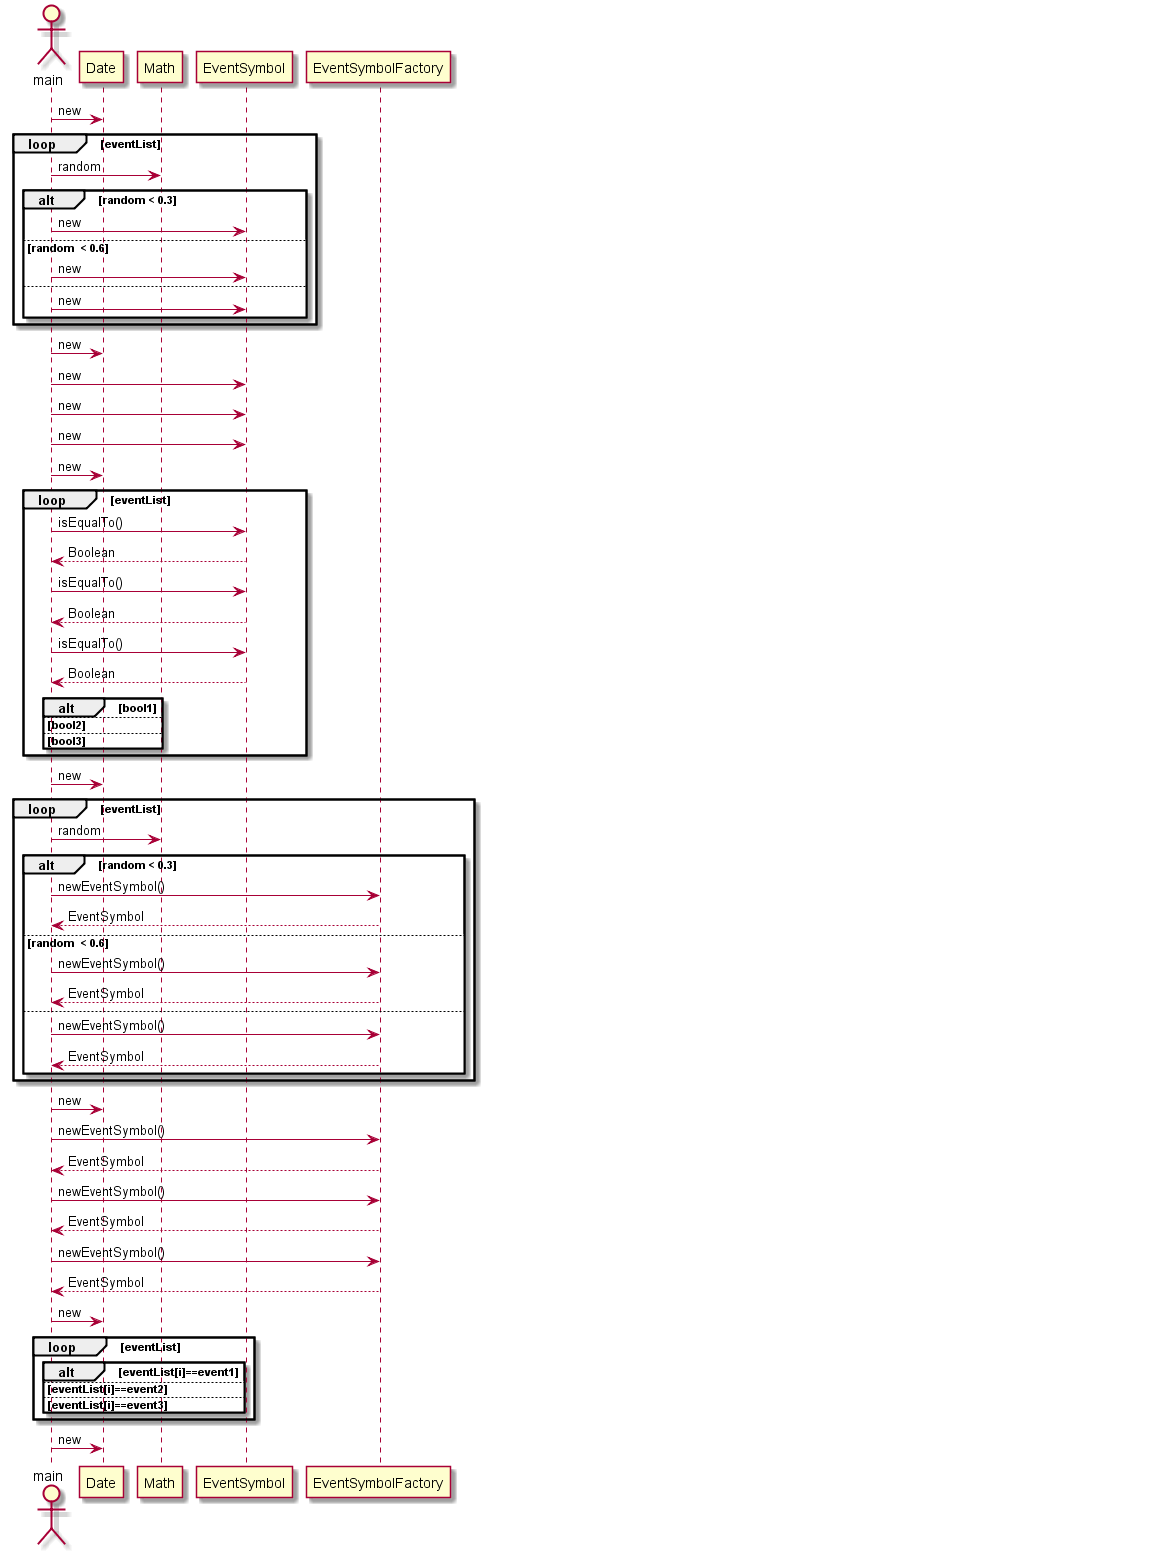 main
Date Math EventSymbol EventSymbolFactory
new
loop [eventList]
random
alt [random < 0.3]
new
[random  < 0.6]
new
new
new
new
new
new
new
loop [eventList]
isEqualTo()
Boolean
isEqualTo()
Boolean
isEqualTo()
Boolean
alt [bool1]
[bool2]
[bool3]
new
loop [eventList]
random
alt [random < 0.3]
newEventSymbol()
EventSymbol
[random  < 0.6]
newEventSymbol()
EventSymbol
newEventSymbol()
EventSymbol
new
newEventSymbol()
EventSymbol
newEventSymbol()
EventSymbol
newEventSymbol()
EventSymbol
new
loop [eventList]
alt [eventList[i]==event1]
[eventList[i]==event2]
[eventList[i]==event3]
new
main
Date Math EventSymbol EventSymbolFactory